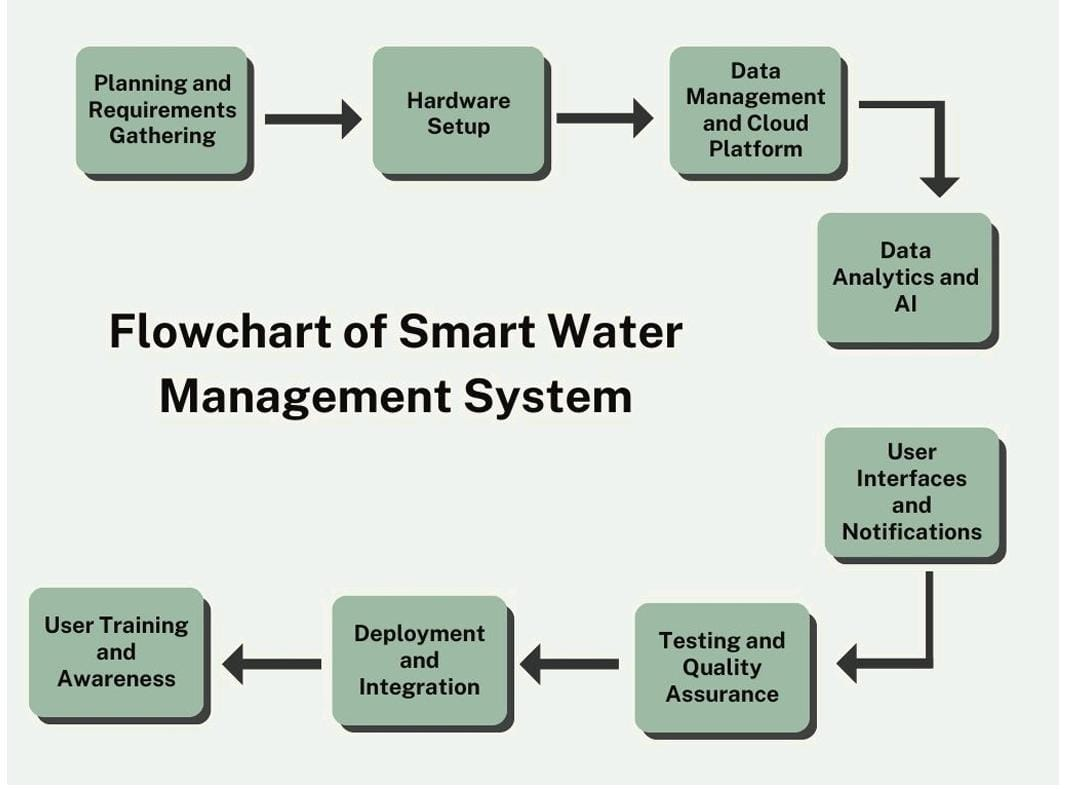 Planning and
Requirements
Gathering
Hardware
Setup
Data
Management
and Cloud
Platform
Data
Analytics and
AI
Flowchart of Smart Water
Management System
User
Interfaces
and
Notifications
Testing and
Quality
Assurance
Deployment
and
Integration
User Training
and
Awareness